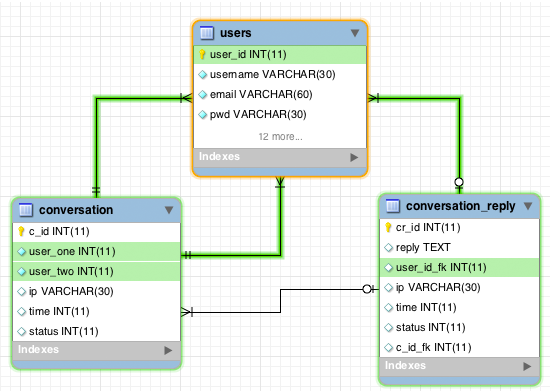 users
user_id INT(11)
username VARCHAR(30)
email VARCHAR(60)
pwd VARCHAR(30)
12 more...
Indexes
conversation
c_id INT(11)
user_one INT(11)
user_two INT(11)
ip VARCHAR(30)
time INT(11)
status INT(11)
Indexes
conversation_reply
cr_id INT(11)
reply TEXT
user_id_fk INT(11)
ip VARCHAR(30)
time INT(11)
status INT(11)
c_id_fk INT(11)
Indexes